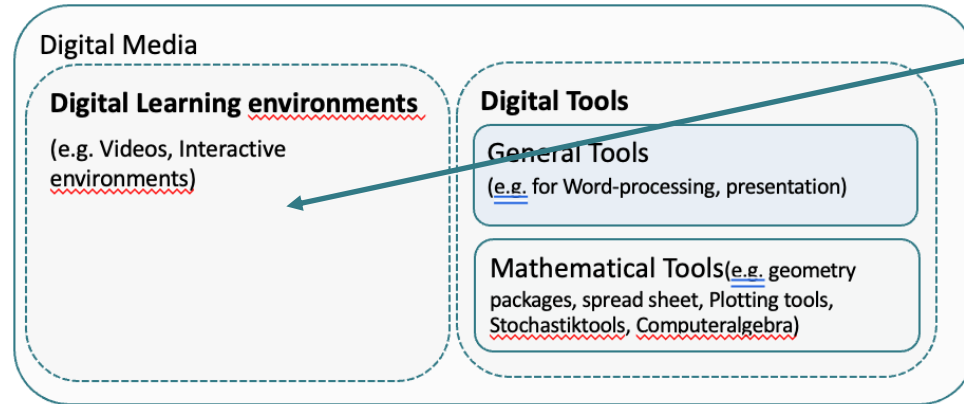 Digital Media
Digital Learning environments
(e.g. Videos, Interactive
environments)
Digital Tools
General Tools
(e.g. for Word-processing, presentation)
Mathematical Tools(e.g. geometry
packages, spread sheet, Plotting tools,
Stochastiktools, Computeralgebra)